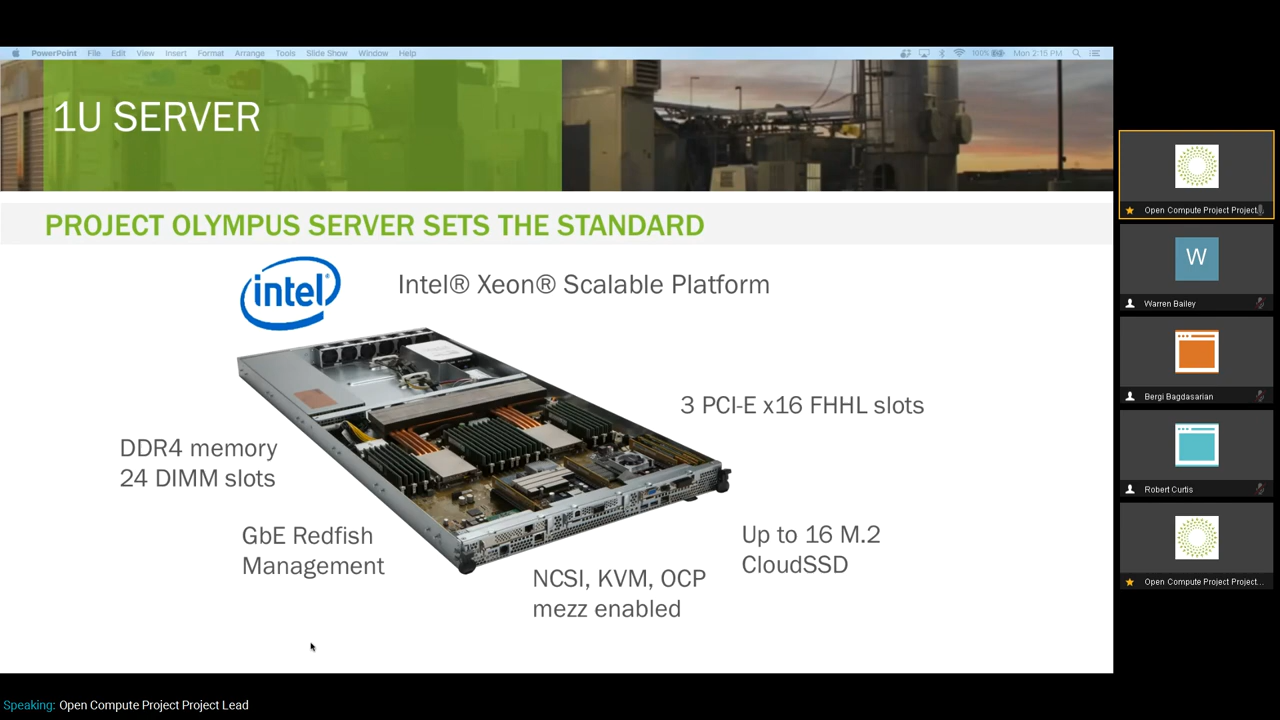 PowerPoint File Edit View Insert Format Arrange Tools Slide Show Window Help
100% Mon 2:15 PM
1U SERVER
PROJECT OLYMPUS SERVER SETS THE STANDARD
intel®
Intel® Xeon® Scalable Platform
3 PCI-E x16 FHHL slots
DDR4 memory
24 DIMM slots
GbE Redfish
Management
Up to 16 M.2
CloudSSD
NCSI, KVM, OCP
mezz enabled
Open Compute Project Project
W
Warren Bailey
Bergi Bagdasarian
Robert Curtis
Open Compute Project Project...
Speaking: Open Compute Project Project Lead